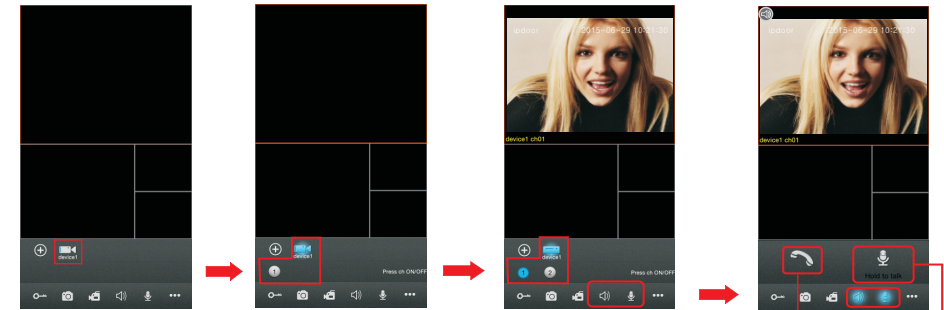 device1
1
device1
Press ch ON/OFF
ipdoor 2015-06-29 10:21:30
device1 ch01
device1
1 2
Press ch ON/OFF
ipdoor 2015-06-29 10:21:30
device1 ch01
Hold to talk